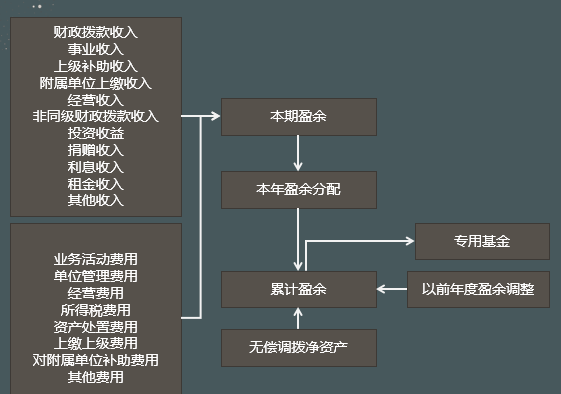 财政拨款收入
事业收入
上级补助收入
附属单位上缴收入
经营收入
非同级财政拨款收入
投资收益
捐赠收入
利息收入
租金收入
其他收入
业务活动费用
单位管理费用
经营费用
所得税费用
资产处置费用
上缴上级费用
对附属单位补助费用
其他费用
本期盈余
本年盈余分配
专用基金
累计盈余
以前年度盈余调整
无偿调拨净资产